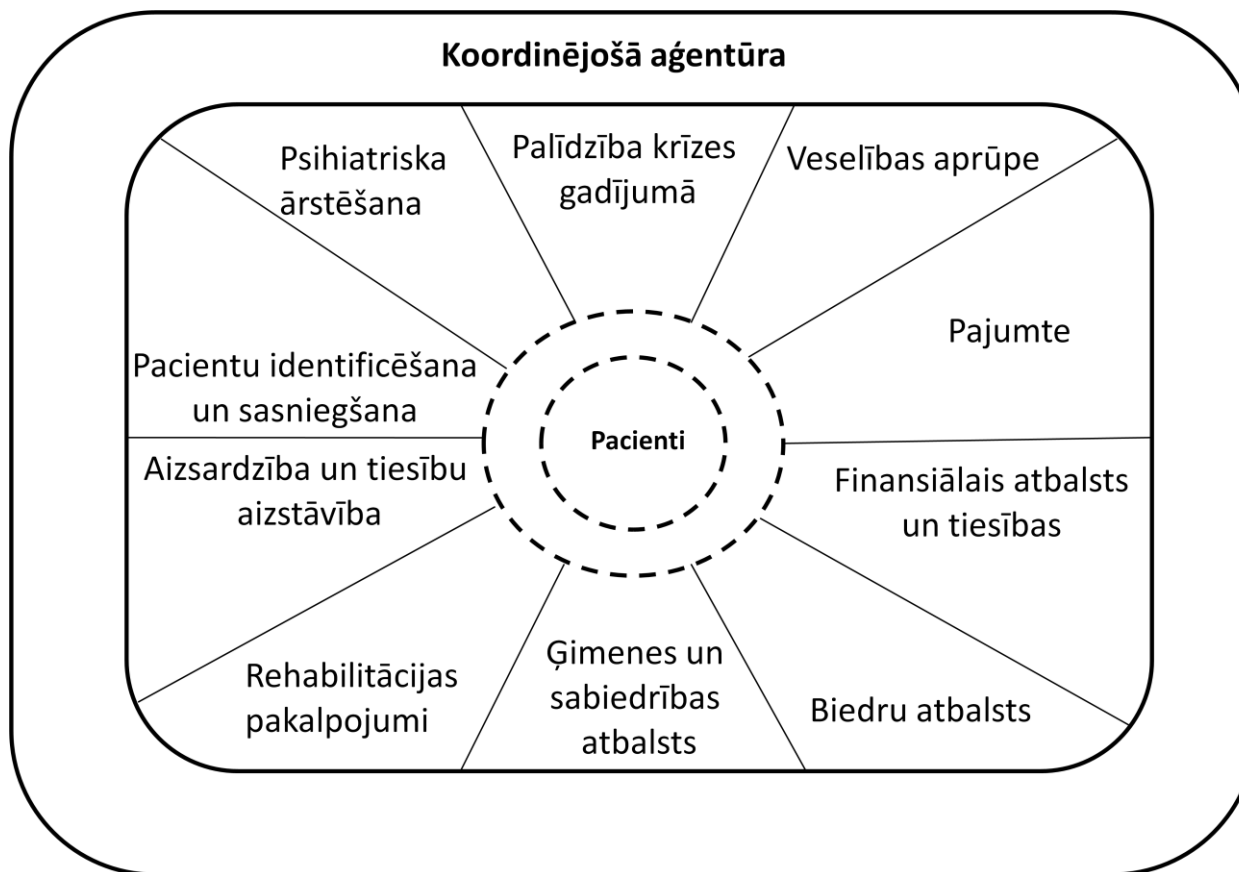 Koordinējošā aģentūra
Psihiatriska
ārstēšana
Palīdzība krīzes
gadījumā
Veselības aprūpe
Pajumte
Pacientu identificēšana
un sasniegšana
Pacienti
Aizsardzība un tiesību
aizstāvība
Finansiālais atbalsts
un tiesības
Rehabilitācijas
pakalpojumi
Ģimenes un
sabiedrības
atbalsts
Biedru atbalsts